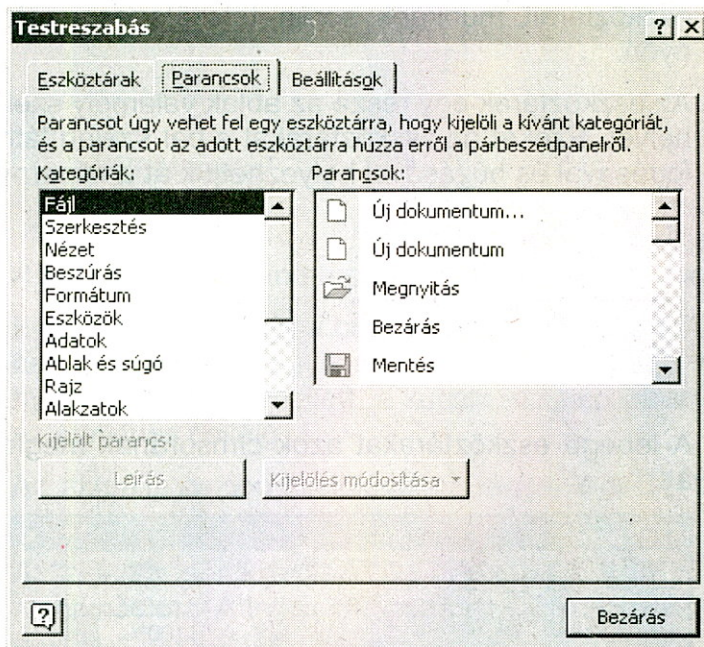 Testreszabás
Eszköztárak Parancsok Beállítások
Parancsot úgy vehet fel egy eszköztárra, hogy kijelöli a kívánt kategóriát,
és a parancsot az adott eszköztárra húzza erről a párbeszédpanelről.
Kategóriák:
Fájl
Szerkesztés
Nézet
Beszúrás
Formátum
Eszközök
Adatok
Ablak és súgó
Rajz
Alakzatok
Parancsok:
Új dokumentum...
Új dokumentum
Megnyitás
Bezárás
Mentés
Kijelölt parancs:
Leírás Kijelölés módosítása
Bezárás